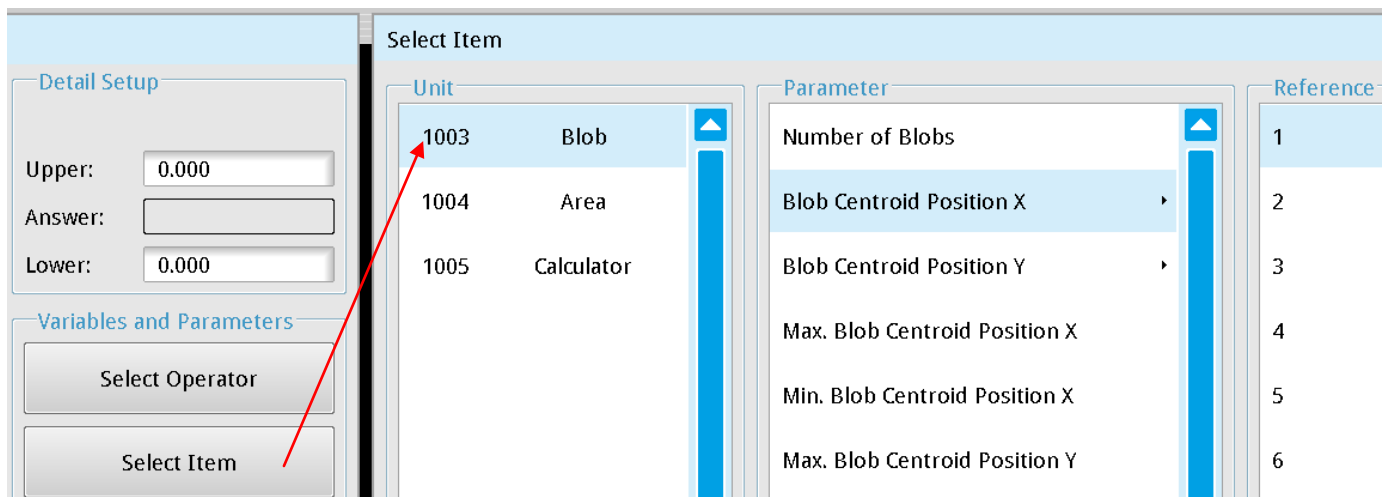 Select Item
Detail Setup
Upper: 0.000
Answer:
Lower: 0.000
Variables and Parameters
Select Operator
Select Item
Unit
1003 Blob
1004 Area
1005 Calculator
Parameter
Number of Blobs
Blob Centroid Position X
Blob Centroid Position Y
Max. Blob Centroid Position X
Min. Blob Centroid Position X
Max. Blob Centroid Position Y
Reference
1
2
3
4
5
6